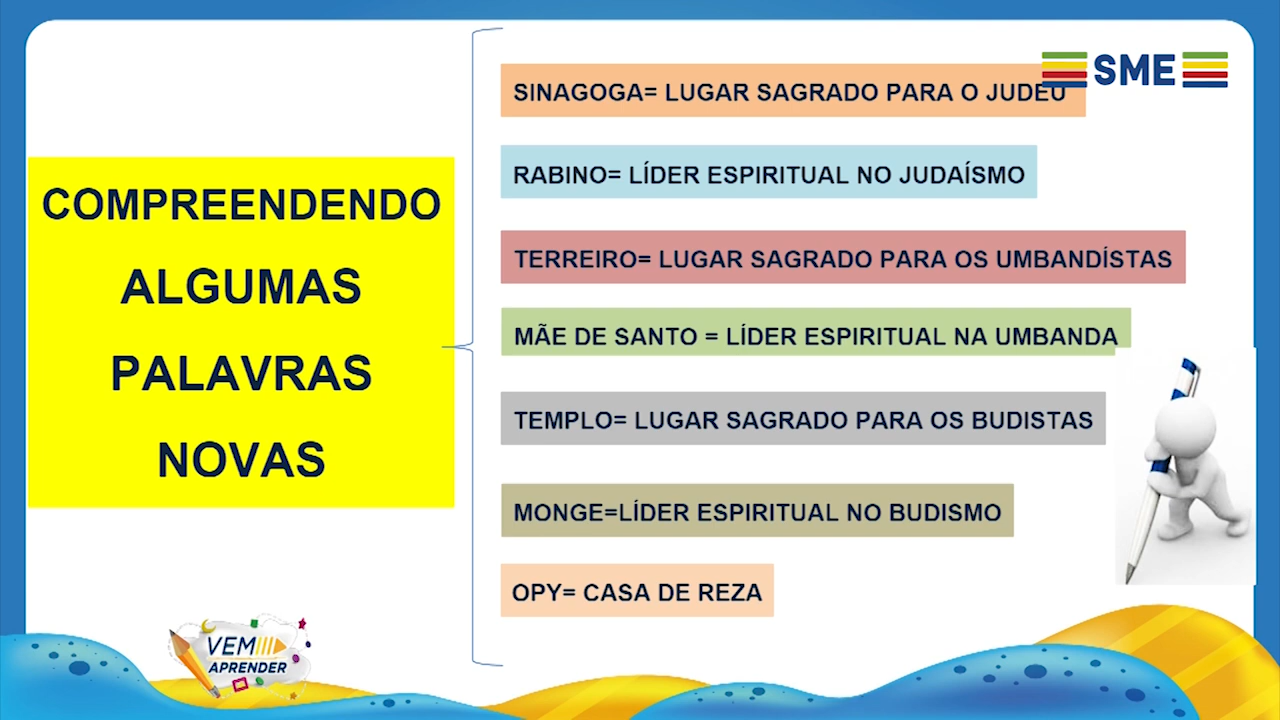 COMPREENDENDO
ALGUMAS
PALAVRAS
NOVAS
SINAGOGA= LUGAR SAGRADO PARA O JUDEU
RABINO= LÍDER ESPIRITUAL NO JUDAÍSMO
TERREIRO= LUGAR SAGRADO PARA OS UMBANDÍSTAS
MÃE DE SANTO = LÍDER ESPIRITUAL NA UMBANDA
TEMPLO= LUGAR SAGRADO PARA OS BUDISTAS
MONGE=LÍDER ESPIRITUAL NO BUDISMO
OPY= CASA DE REZA
SME
VEM
APRENDER